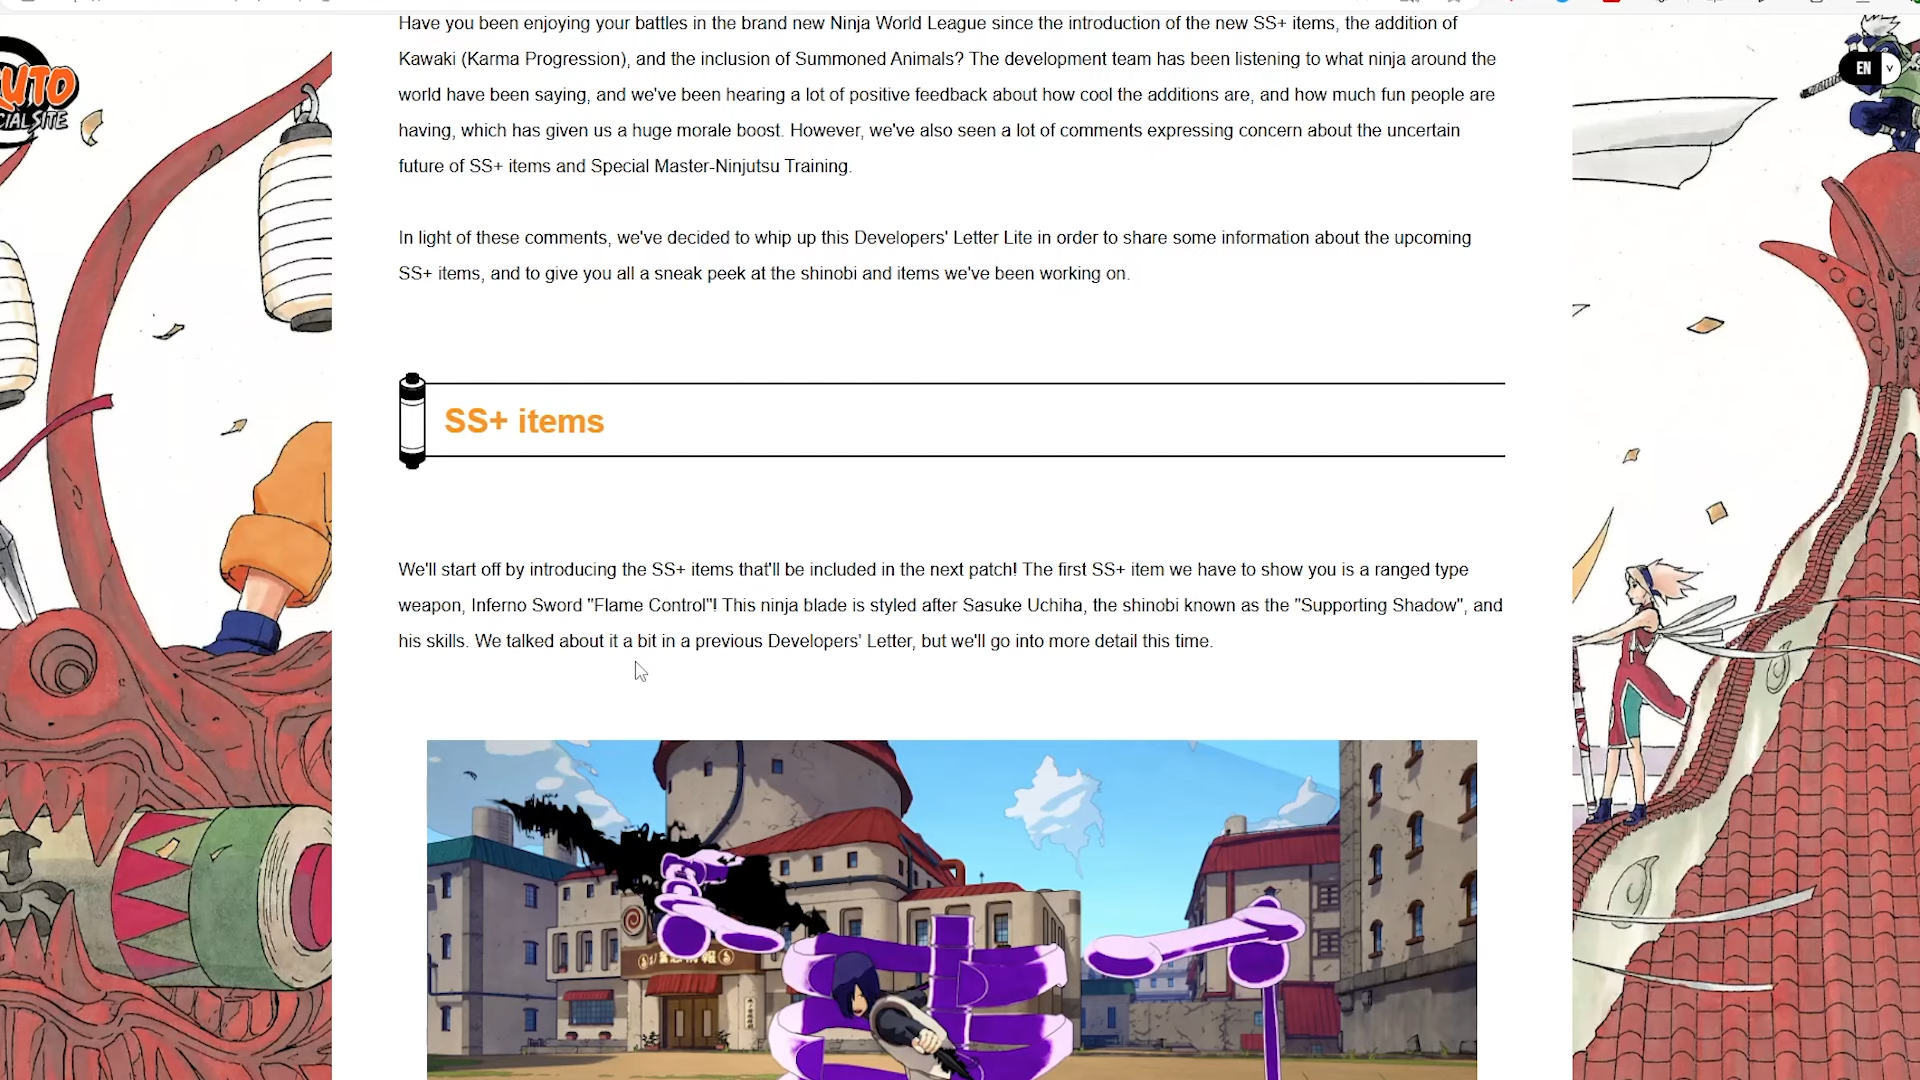 Have you been enjoying your battles in the brand new Ninja World League since the introduction of the new SS+ items, the addition of
Kawaki (Karma Progression), and the inclusion of Summoned Animals? The development team has been listening to what ninja around the
world have been saying, and we've been hearing a lot of positive feedback about how cool the additions are, and how much fun people are
having, which has given us a huge morale boost. However, we've also seen a lot of comments expressing concern about the uncertain
future of SS+ items and Special Master-Ninjutsu Training.
EN
In light of these comments, we've decided to whip up this Developers' Letter Lite in order to share some information about the upcoming
SS+ items, and to give you all a sneak peek at the shinobi and items we've been working on.
SS+ items
We'll start off by introducing the SS+ items that'll be included in the next patch! The first SS+ item we have to show you is a ranged type
weapon, Inferno Sword "Flame Control"! This ninja blade is styled after Sasuke Uchiha, the shinobi known as the "Supporting Shadow", and
his skills. We talked about it a bit in a previous Developers' Letter, but we'll go into more detail this time.